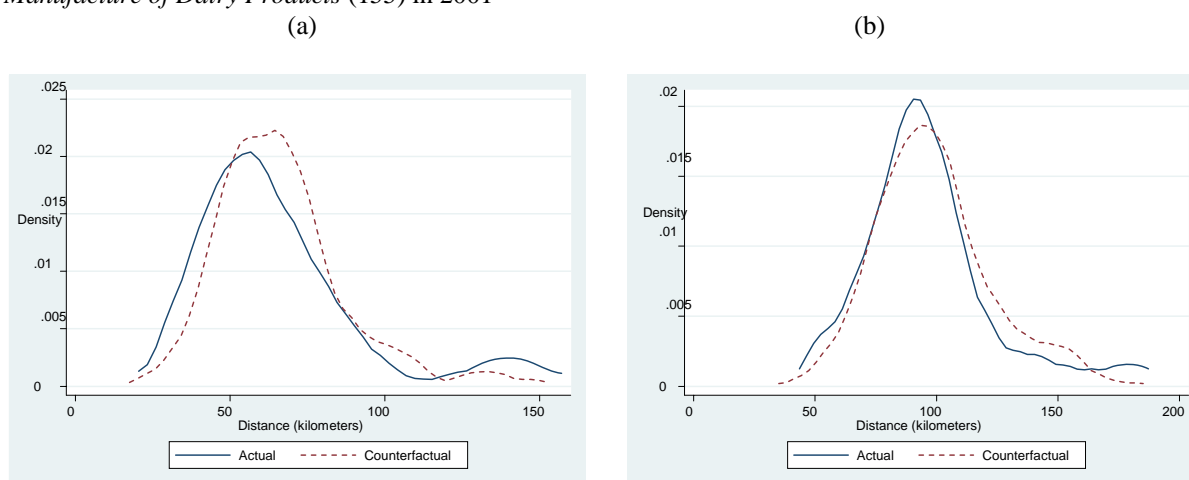 Manufacture of Dairy Products (155) in 2001
(a)
(b)
.025
.02
.015
Density
.01
.005
0
0 50 100 150
Distance (kilometers)
Actual Counterfactual
.02
.015
Density
.01
.005
0
0 50 100 150 200
Distance (kilometers)
Actual Counterfactual